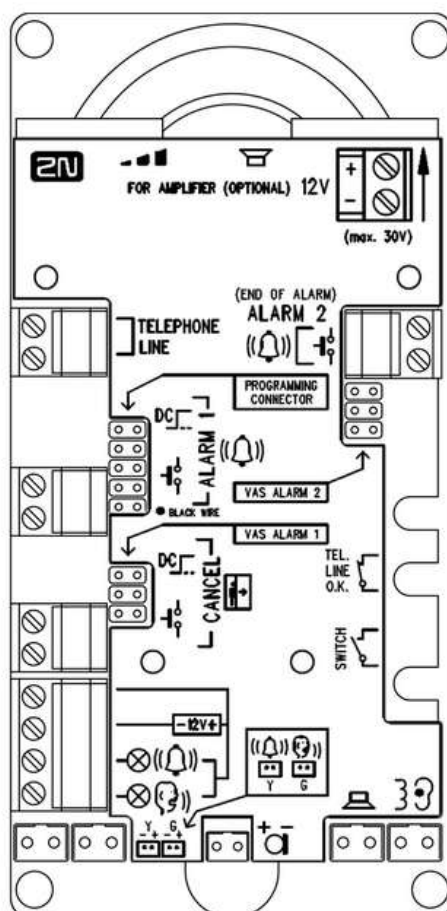 2N
FOR AMPLIFIER (OPTIONAL) 12V
+
-
(max. 30V)
(END OF ALARM)
ALARM 2
TELEPHONE
LINE
PROGRAMMING
CONNECTOR
DC
ALARM 1
VAS ALARM 2
BLACK WIRE
VAS ALARM 1
DC
CANCEL
TEL.
LINE
O.K.
SWITCH
-12V+
Y G
Y G
-+-+
+ -